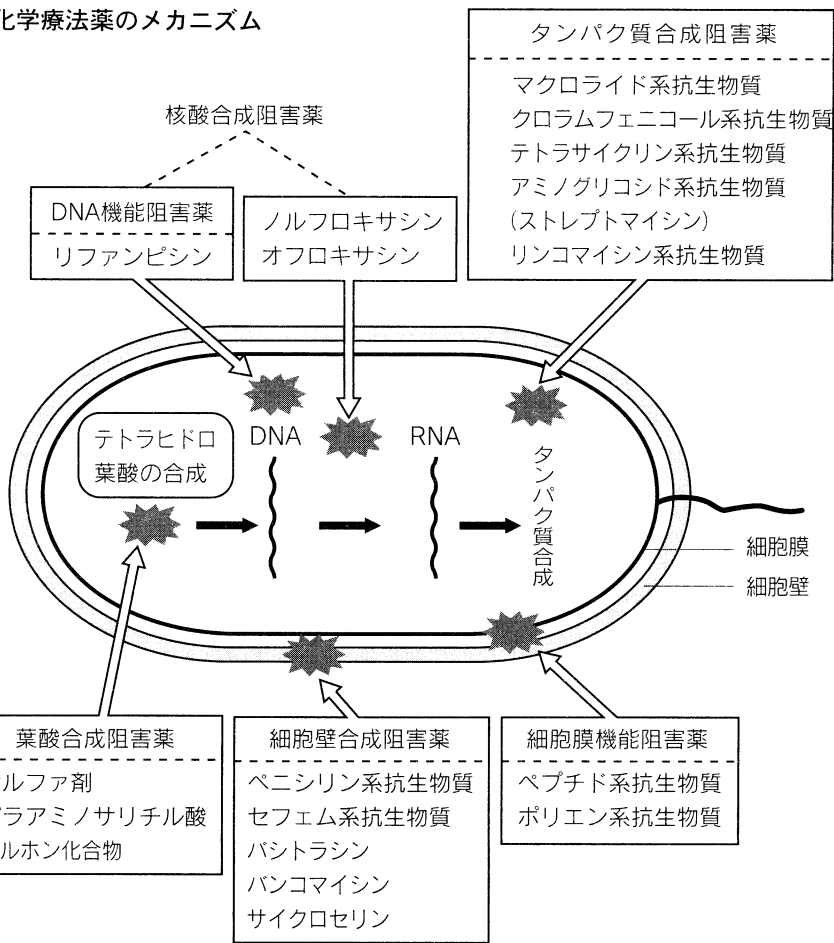 化学療法薬のメカニズム
タンパク質合成阻害薬
マクロライド系抗生物質
クロラムフェニコール系抗生物質
テトラサイクリン系抗生物質
アミノグリコシド系抗生物質
(ストレプトマイシン)
リンコマイシン系抗生物質
核酸合成阻害薬
DNA機能阻害薬
リファンピシン
ノルフロキサシン
オフロキサシン
テトラヒドロ
葉酸の合成
DNA
RNA
タンパク質合成
細胞膜
細胞壁
葉酸合成阻害薬
ルファ剤
ラアミノサリチル酸
ルホン化合物
細胞壁合成阻害薬
ペニシリン系抗生物質
セフェム系抗生物質
バシトラシン
バンコマイシン
サイクロセリン
細胞膜機能阻害薬
ペプチド系抗生物質
ポリエン系抗生物質